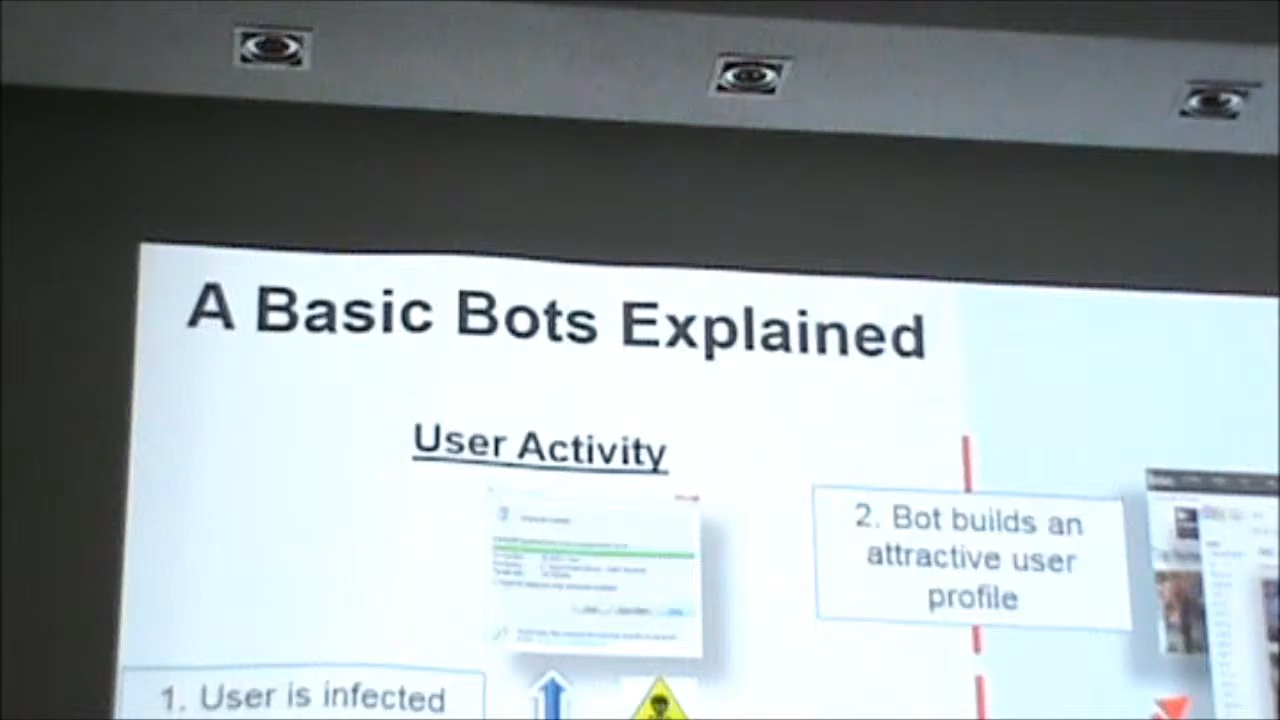 A Basic Bots Explained
User Activity
2. Bot builds an
attractive user
profile
1. User is infected